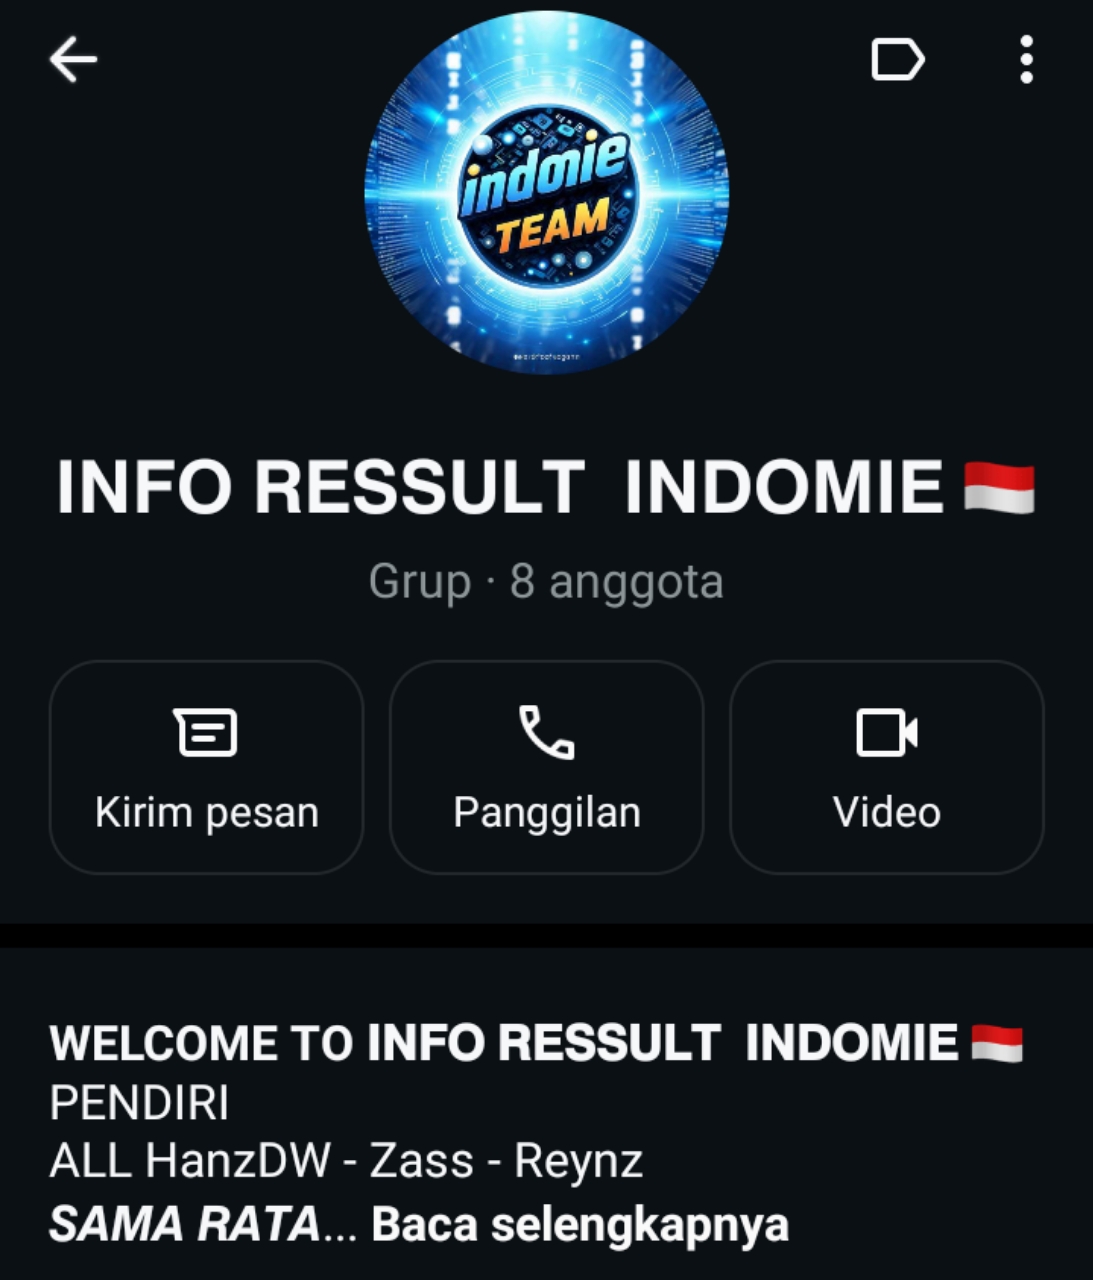 indomie
TEAM
INFO RESSULT INDOMIE 🇮🇩
Grup · 8 anggota
Kirim pesan
Panggilan
Video
WELCOME TO INFO RESSULT INDOMIE 🇮🇩
PENDIRI
ALL HanzDW - Zass - Reynz
SAMA RATA... Baca selengkapnya